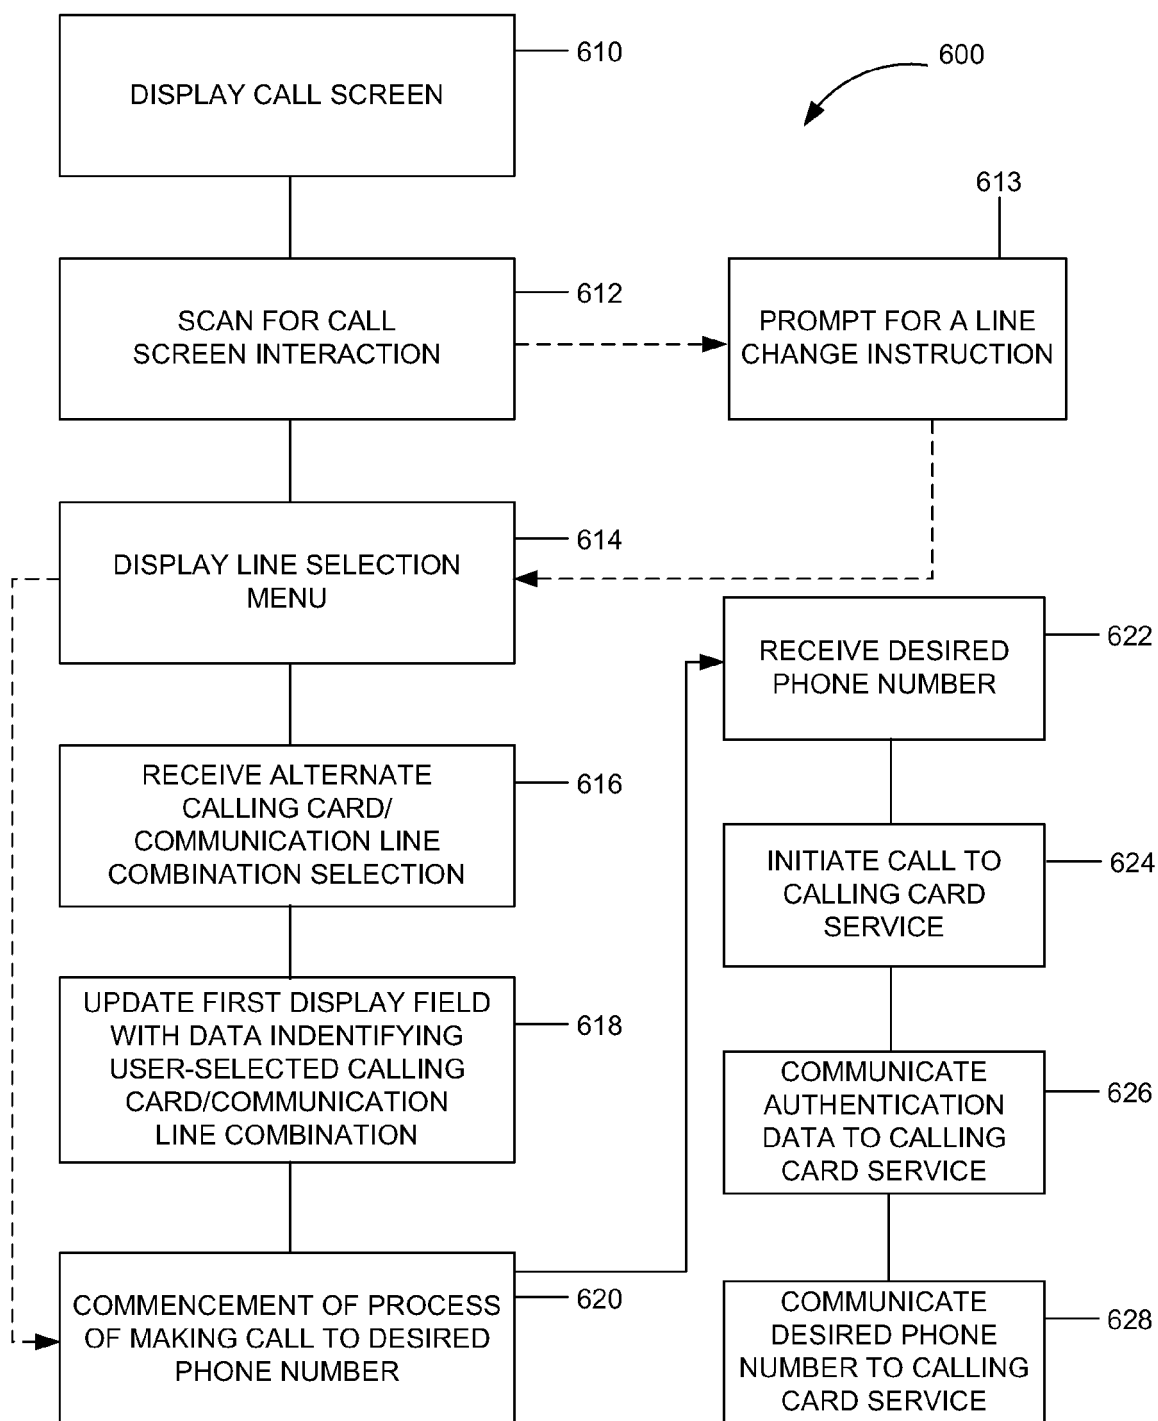 DISPLAY CALL SCREEN
610
600
SCAN FOR CALL
SCREEN INTERACTION
612
613
PROMPT FOR A LINE
CHANGE INSTRUCTION
DISPLAY LINE SELECTION
MENU
614
RECEIVE ALTERNATE
CALLING CARD/
COMMUNICATION LINE
COMBINATION SELECTION
616
UPDATE FIRST DISPLAY FIELD
WITH DATA INDENTIFYING
USER-SELECTED CALLING
CARD/COMMUNICATION
LINE COMBINATION
618
COMMENCEMENT OF PROCESS
OF MAKING CALL TO DESIRED
PHONE NUMBER
620
RECEIVE DESIRED
PHONE NUMBER
622
INITIATE CALL TO
CALLING CARD
SERVICE
624
COMMUNICATE
AUTHENTICATION
DATA TO CALLING
CARD SERVICE
626
COMMUNICATE
DESIRED PHONE
NUMBER TO CALLING
CARD SERVICE
628